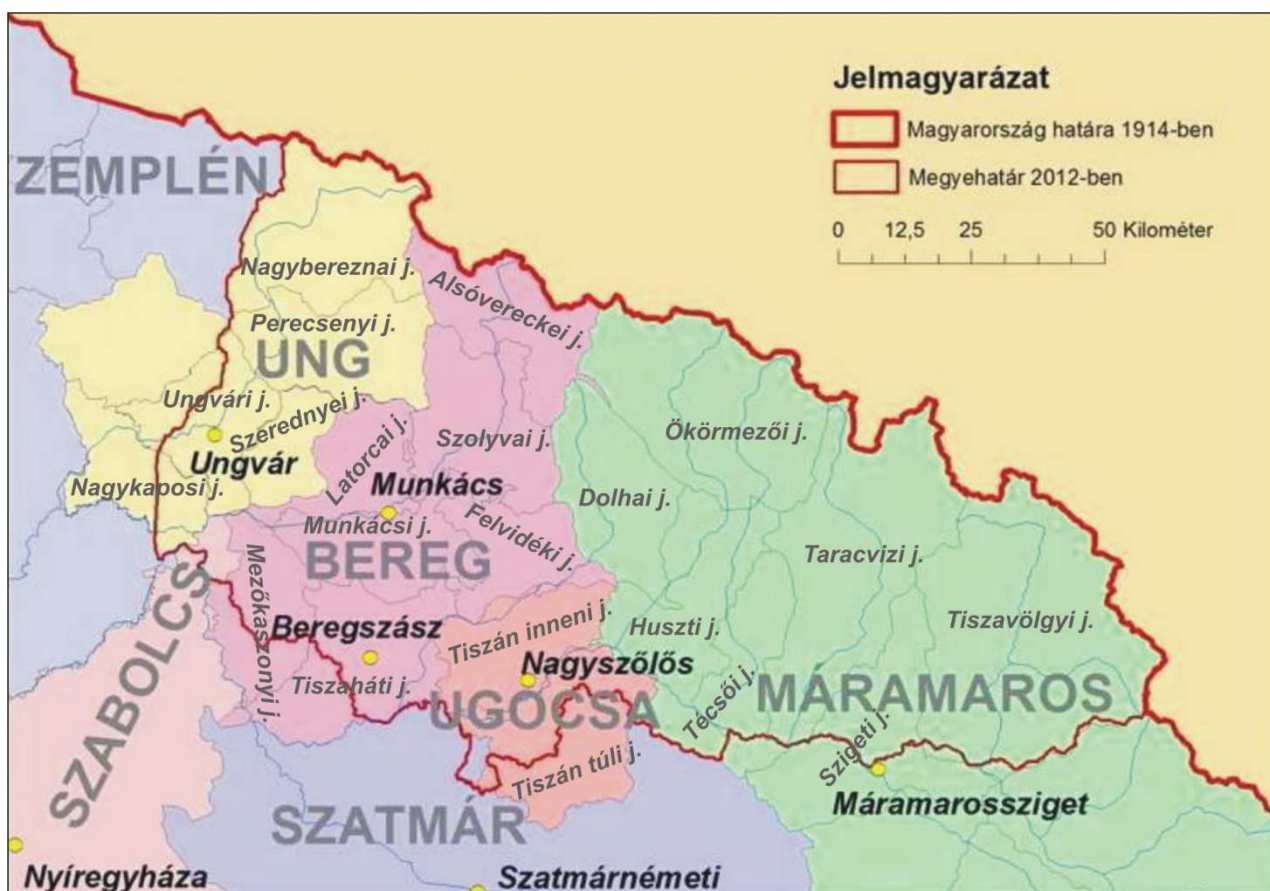 Jelmagyarázat
Magyarország határa 1914-ben
Megyehatár 2012-ben
0 12,5 25 50 Kilométer
ZEMPLÉN
Nagybereznai j.
Alsóvereckei j.
Perecsenyi j.
UNG
Ungvári j.
Szerednyei j.
Ungvár
Nagykaposi j.
Latorcai j.
Szolyvai j.
Ökörmezői j.
Munkács
Dolhai j.
Munkácsi j.
Felvidéki j.
BEREG
Taracvizi j.
Mezőkaszonyi j.
SZABOLCS
Beregszász
Tiszán inneni j.
Huszti j.
Tiszavölgyi j.
Nagyszőlős
Tiszaháti j.
UGOCSA
Técsői j.
MÁRAMAROS
Szigeti j.
Tiszán túli j.
Máramarossziget
SZATMÁR
Nyíregyháza
Szatmárnémeti